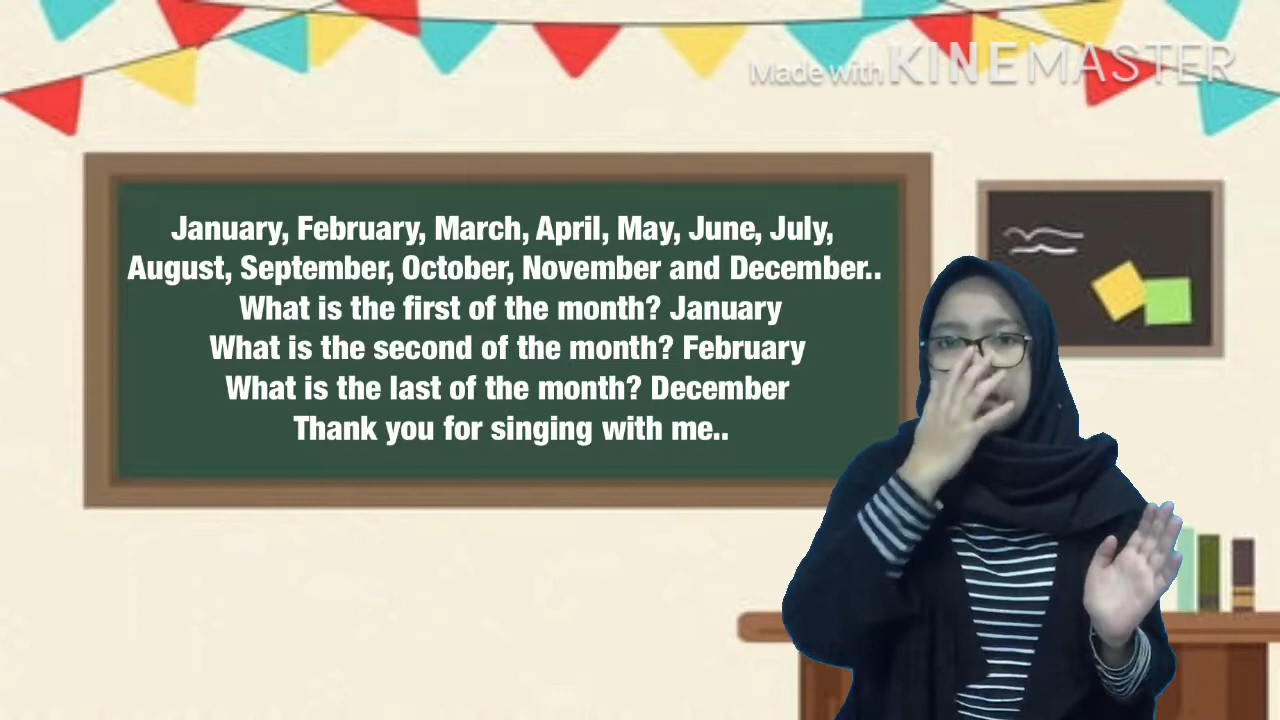 Made with KINEMASTER
January, February, March, April, May, June, July,
August, September, October, November and December..
What is the first of the month? January
What is the second of the month? February
What is the last of the month? December
Thank you for singing with me..